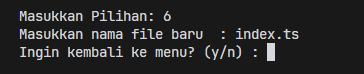 Masukkan Pilihan: 6
Masukkan nama file baru  : index.ts
Ingin kembali ke menu? (y/n) :